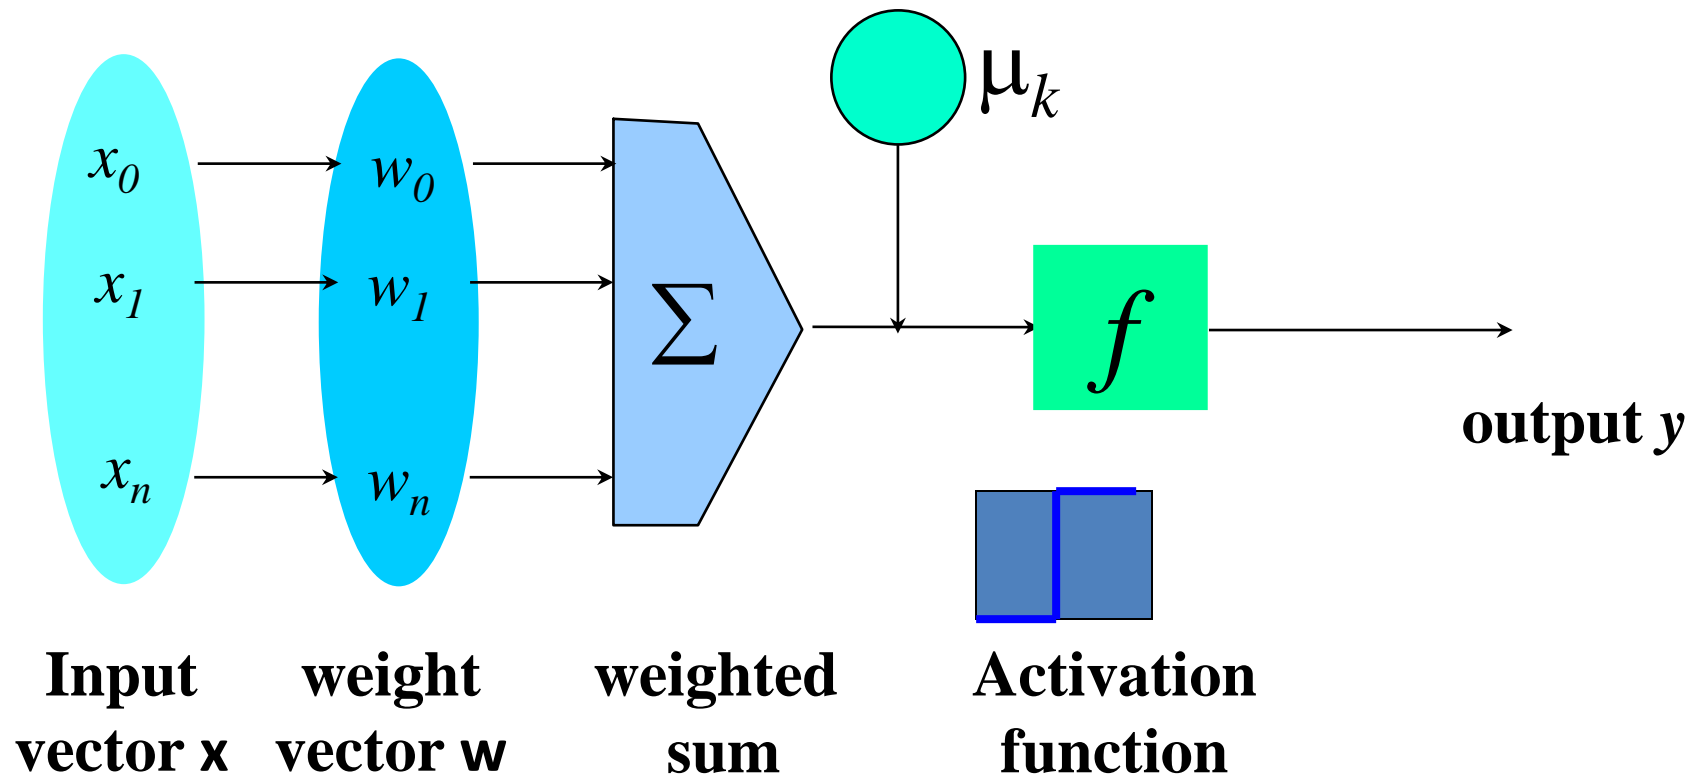 μk
x0 w0
x1 w1
∑ f
output y
xn wn
Input weight weighted Activation
vector x vector w sum function